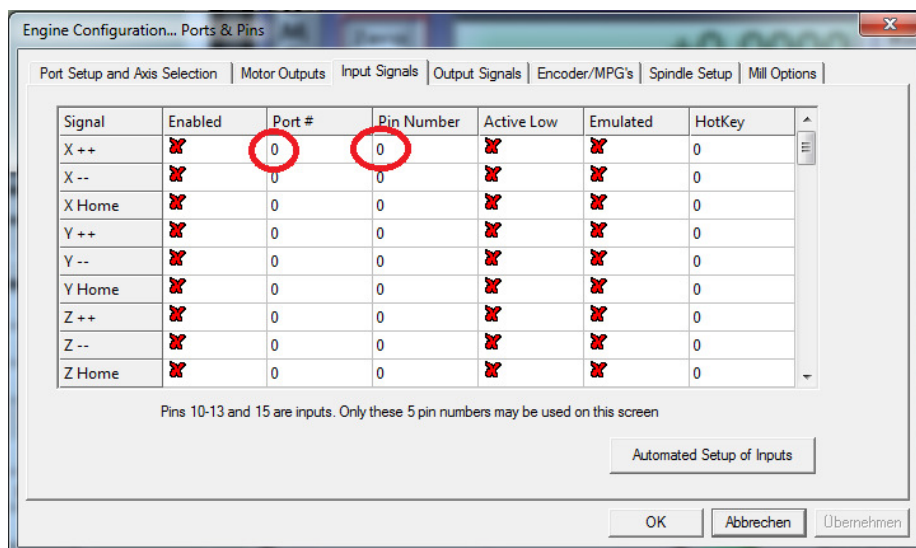 Engine Configuration... Ports & Pins
Port Setup and Axis Selection Motor Outputs Input Signals Output Signals Encoder/MPG's Spindle Setup Mill Options
Signal Enabled Port # Pin Number Active Low Emulated HotKey
X ++ 0 0 0
X -- 0 0 0
X Home 0 0 0
Y ++ 0 0 0
Y -- 0 0 0
Y Home 0 0 0
Z ++ 0 0 0
Z -- 0 0 0
Z Home 0 0 0
Pins 10-13 and 15 are inputs. Only these 5 pin numbers may be used on this screen
Automated Setup of Inputs
OK Abbrechen Übernehmen